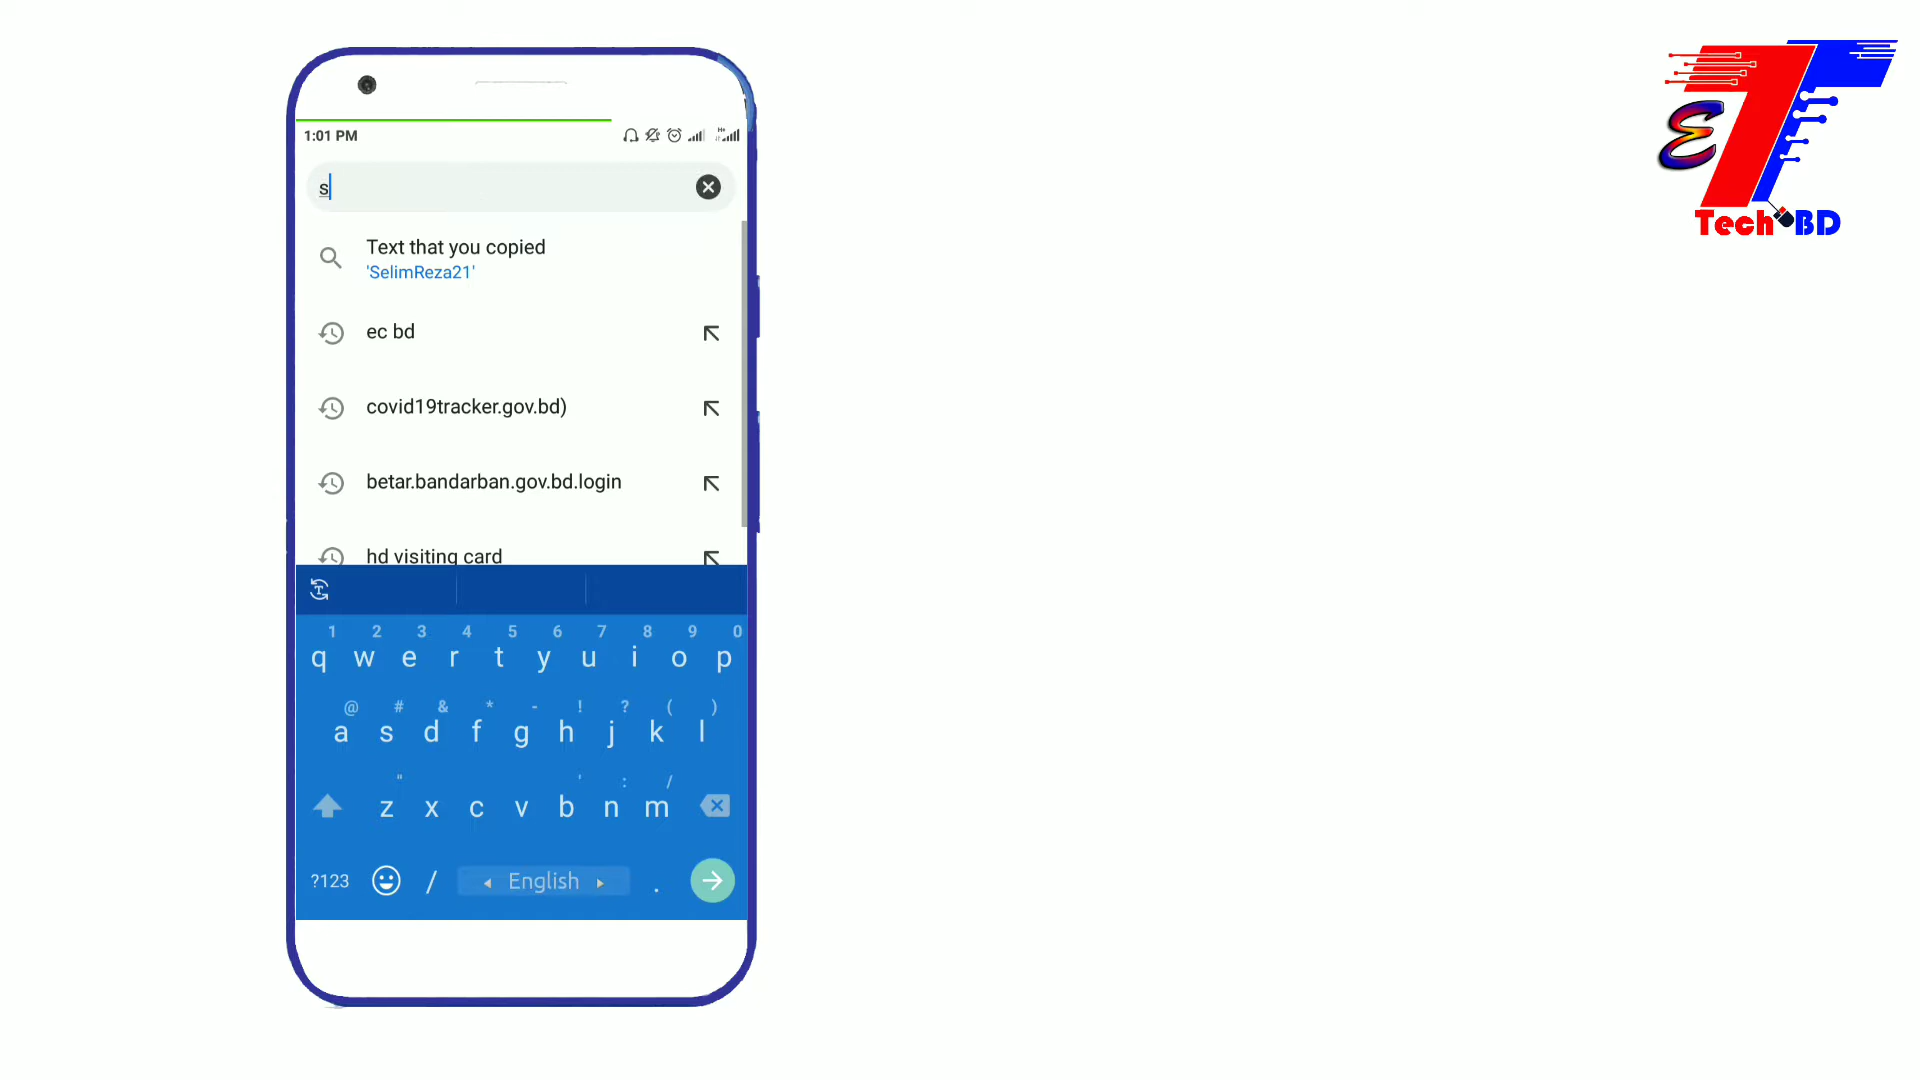 1:01 PM
s
Text that you copied
'SelimReza21'
ec bd
covid19tracker.gov.bd)
betar.bandarban.gov.bd.login
hd visiting card
1 2 3 4 5 6 7 8 9 0
q w e r t y u i o p
@ # & * - ! ? ( )
a s d f g h j k l
" ' : /
z x c v b n m
?123 / English .
Tech BD